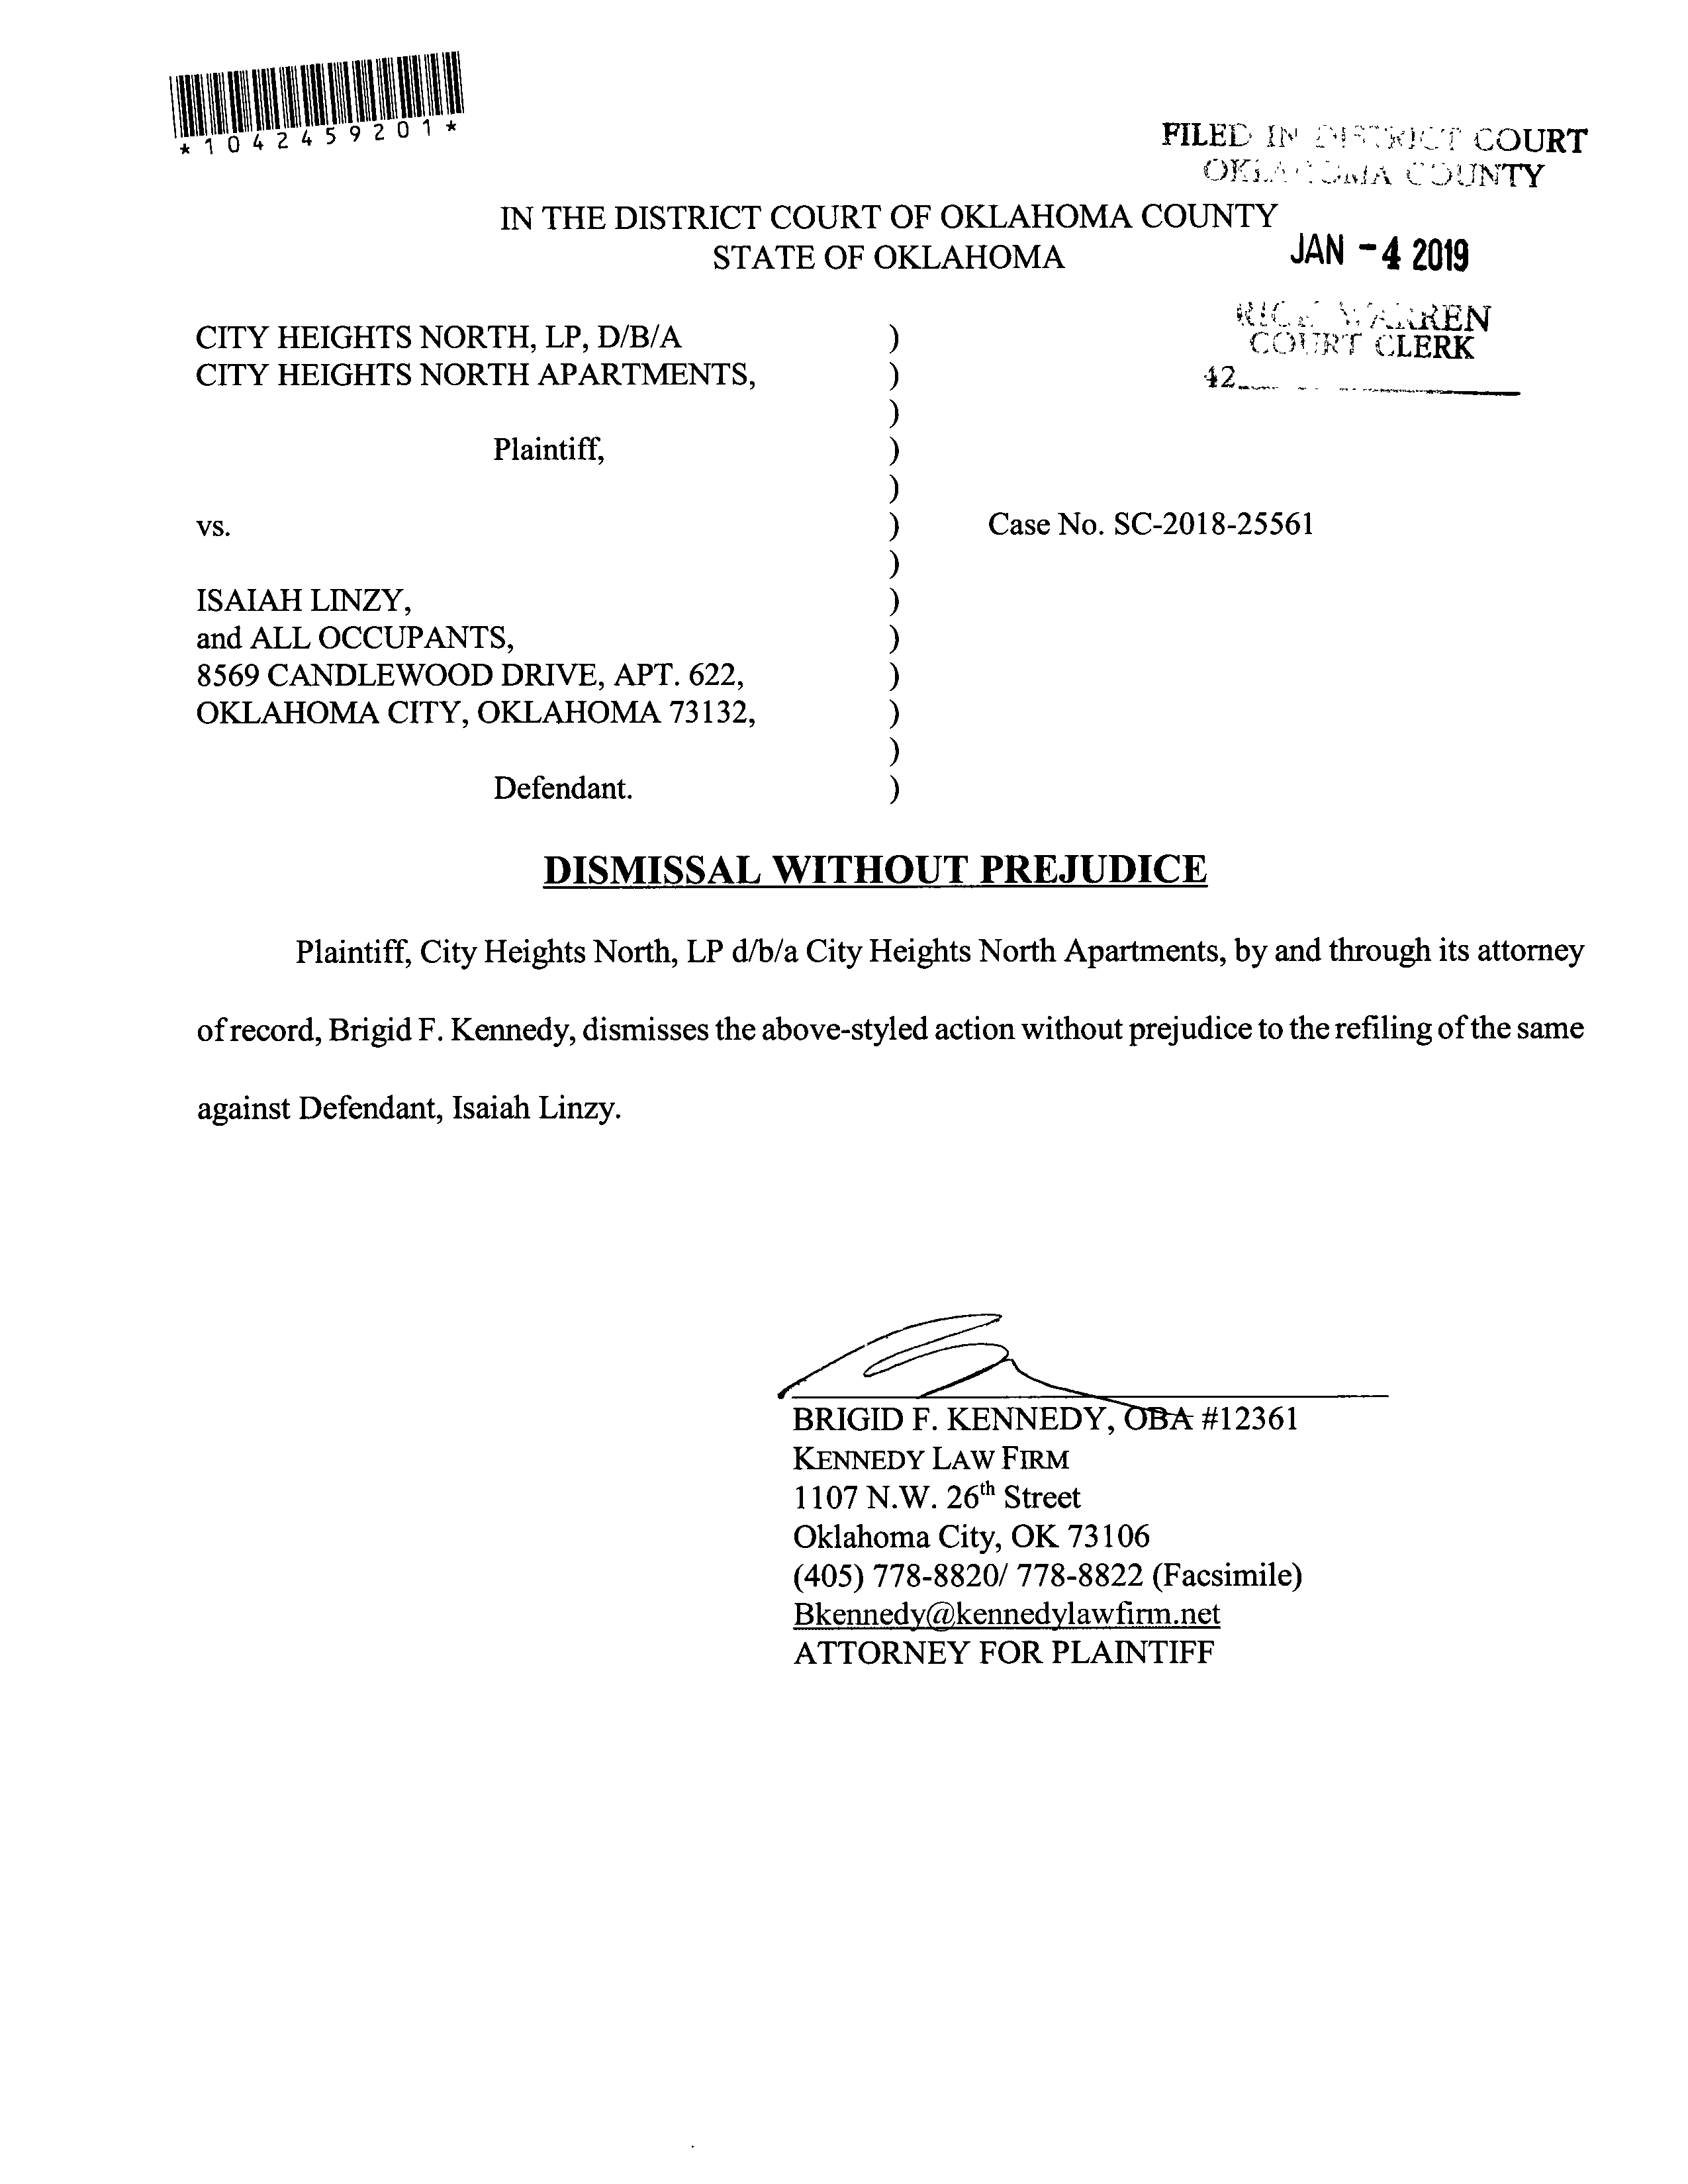 *1042459201*
FILED IN DISTRICT COURT
OKLAHOMA COUNTY
IN THE DISTRICT COURT OF OKLAHOMA COUNTY
STATE OF OKLAHOMA
JAN -4 2019
RICK WARREN
COURT CLERK
42
CITY HEIGHTS NORTH, LP, D/B/A )
CITY HEIGHTS NORTH APARTMENTS, )
)
Plaintiff, )
)
vs. ) Case No. SC-2018-25561
)
ISAIAH LINZY, )
and ALL OCCUPANTS, )
8569 CANDLEWOOD DRIVE, APT. 622, )
OKLAHOMA CITY, OKLAHOMA 73132, )
)
Defendant. )
DISMISSAL WITHOUT PREJUDICE
Plaintiff, City Heights North, LP d/b/a City Heights North Apartments, by and through its attorney
of record, Brigid F. Kennedy, dismisses the above-styled action without prejudice to the refiling of the same
against Defendant, Isaiah Linzy.
BRIGID F. KENNEDY, OBA #12361
KENNEDY LAW FIRM
1107 N.W. 26th Street
Oklahoma City, OK 73106
(405) 778-8820/ 778-8822 (Facsimile)
Bkennedy@kennedylawfirm.net
ATTORNEY FOR PLAINTIFF